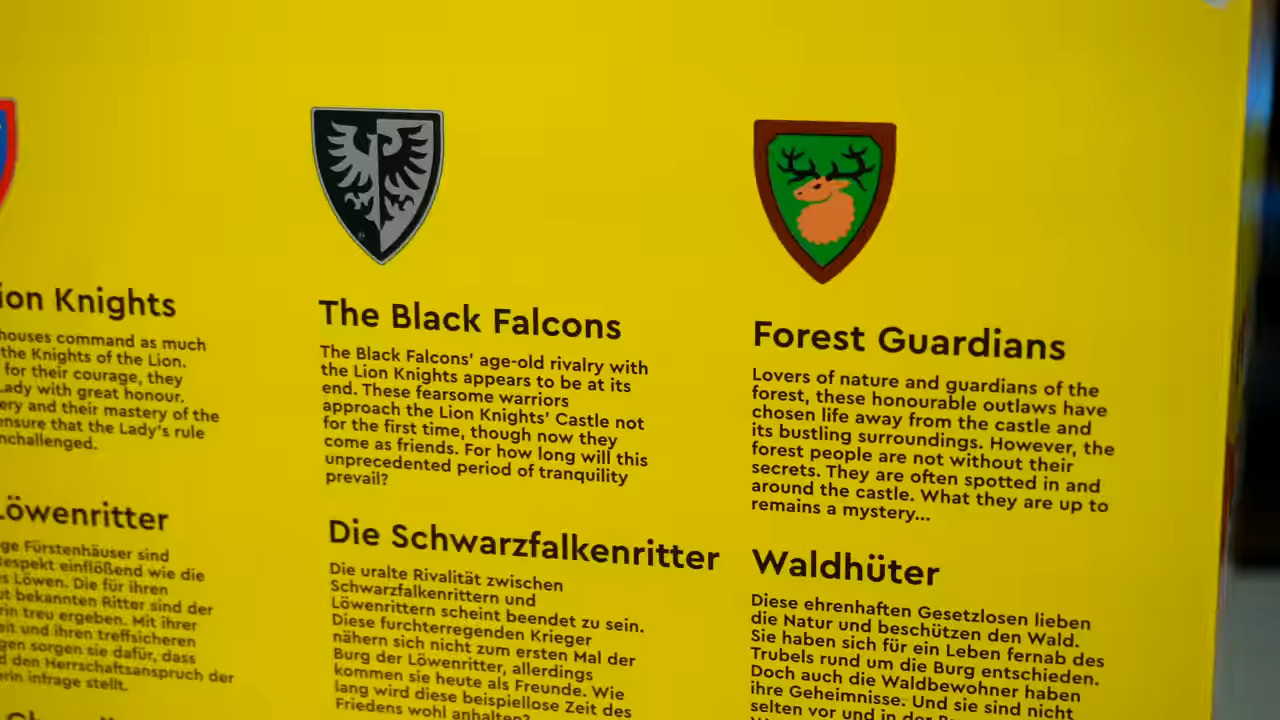 ion Knights
houses command as much
the Knights of the Lion.
for their courage, they
Lady with great honour.
ery and their mastery of the
ensure that the Lady's rule
nchallenged.
Löwenritter
ge Fürstenhäuser sind
Respekt einflößend wie die
s Löwen. Die für ihren
ut bekannten Ritter sind der
rin treu ergeben. Mit ihrer
eit und ihren treffsicheren
gen sorgen sie dafür, dass
d den Herrschaftsanspruch der
erin infrage stellt.
The Black Falcons
The Black Falcons' age-old rivalry with
the Lion Knights appears to be at its
end. These fearsome warriors
approach the Lion Knights' Castle not
for the first time, though now they
come as friends. For how long will this
unprecedented period of tranquility
prevail?
Die Schwarzfalkenritter
Die uralte Rivalität zwischen
Schwarzfalkenrittern und
Löwenrittern scheint beendet zu sein.
Diese furchterregenden Krieger
nähern sich nicht zum ersten Mal der
Burg der Löwenritter, allerdings
kommen sie heute als Freunde. Wie
lang wird diese beispiellose Zeit des
Friedens wohl anhalten?
Forest Guardians
Lovers of nature and guardians of the
forest, these honourable outlaws have
chosen life away from the castle and
its bustling surroundings. However, the
forest people are not without their
secrets. They are often spotted in and
around the castle. What they are up to
remains a mystery...
Waldhüter
Diese ehrenhaften Gesetzlosen lieben
die Natur und beschützen den Wald.
Sie haben sich für ein Leben fernab des
Trubels rund um die Burg entschieden.
Doch auch die Waldbewohner haben
ihre Geheimnisse. Und sie sind nicht
selten vor und in der